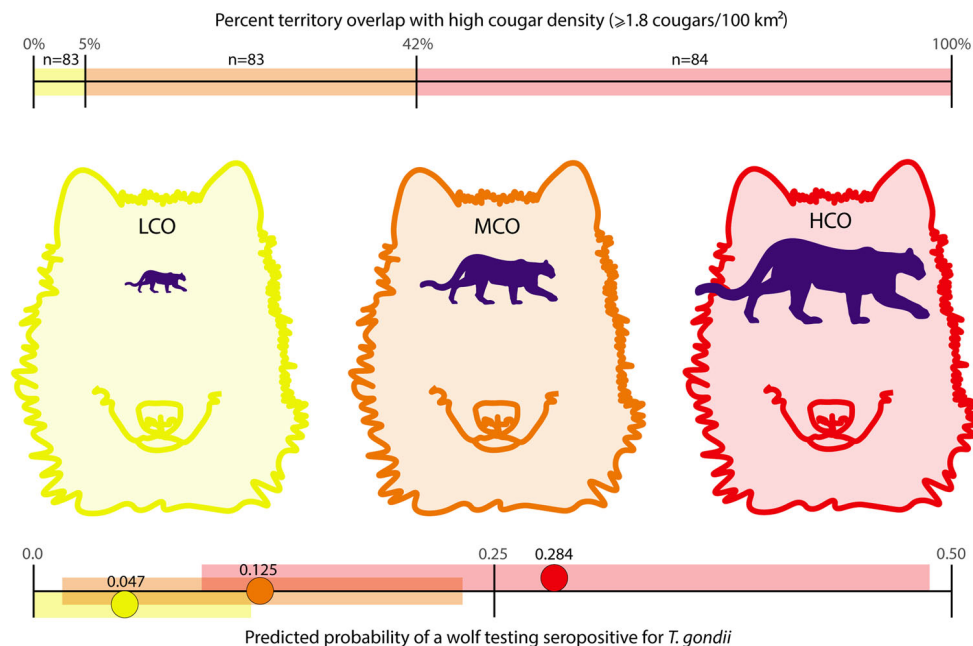 Percent territory overlap with high cougar density (⩾1.8 cougars/100 km²)
0% 5% 42% 100%
n=83 n=83 n=84
LCO MCO HCO
0.0 0.25 0.284 0.50
0.047 0.125
Predicted probability of a wolf testing seropositive for T. gondii